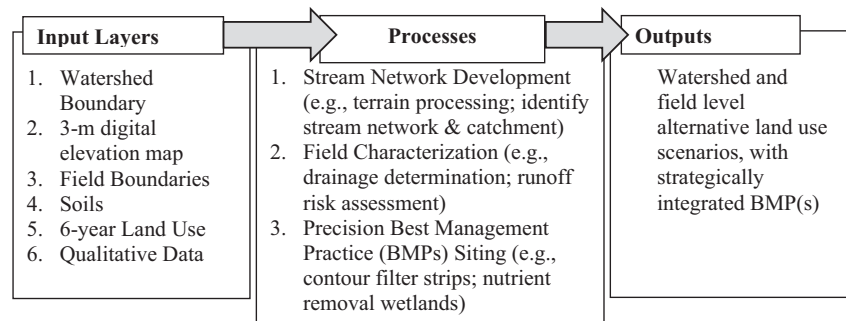 Input Layers
1. Watershed
Boundary
2. 3-m digital
elevation map
3. Field Boundaries
4. Soils
5. 6-year Land Use
6. Qualitative Data
Processes
1. Stream Network Development
(e.g., terrain processing; identify
stream network & catchment)
2. Field Characterization (e.g.,
drainage determination; runoff
risk assessment)
3. Precision Best Management
Practice (BMPs) Siting (e.g.,
contour filter strips; nutrient
removal wetlands)
Outputs
Watershed and
field level
alternative land use
scenarios, with
strategically
integrated BMP(s)